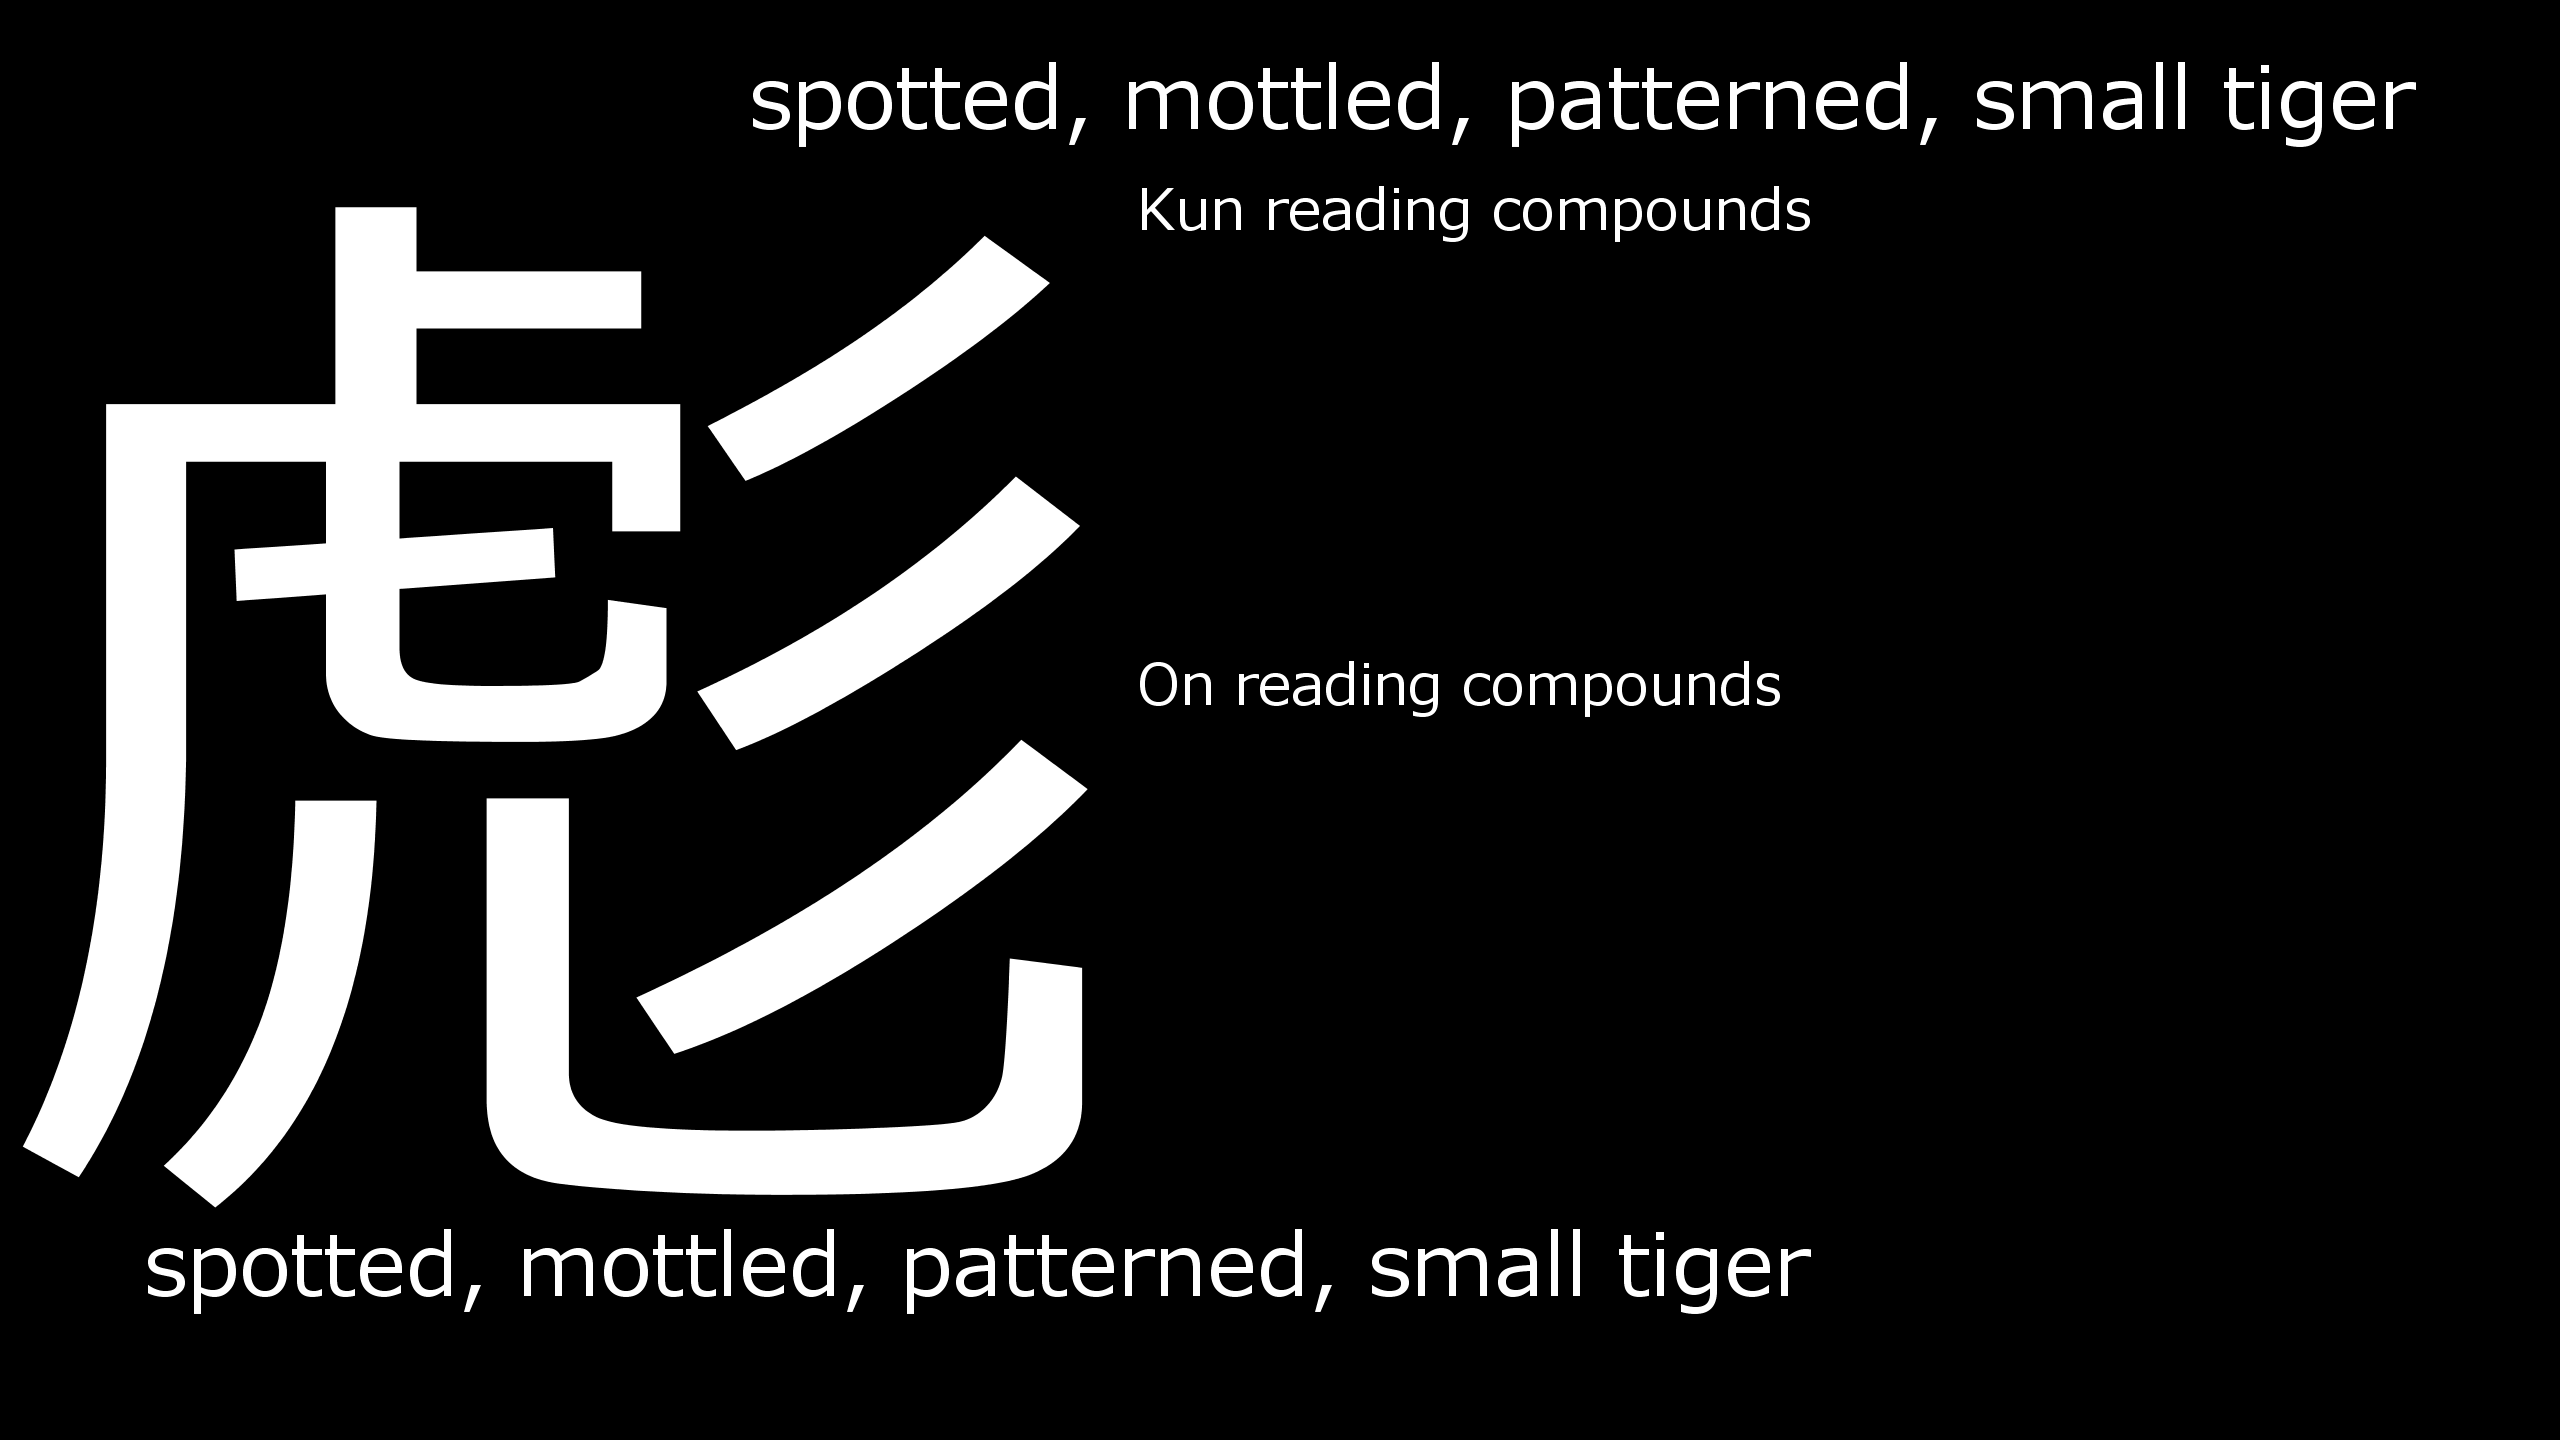 spotted, mottled, patterned, small tiger
Kun reading compounds
彪
On reading compounds
spotted, mottled, patterned, small tiger